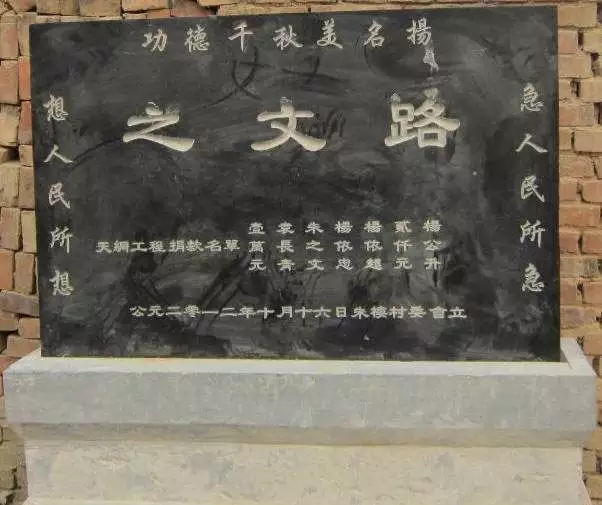 功德千秋美名揚
想人民所想
急人民所急
之文路
天網工程捐款名單
壹萬元
袁長青
朱之文
楊依忠
楊依超
貳仟元
楊公升
公元二零一二年十月十六日朱樓村委會立